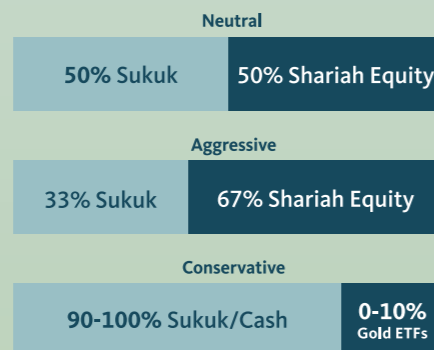 Neutral
50% Sukuk 50% Shariah Equity
Aggressive
33% Sukuk 67% Shariah Equity
Conservative
90-100% Sukuk/Cash 0-10%
Gold ETFs